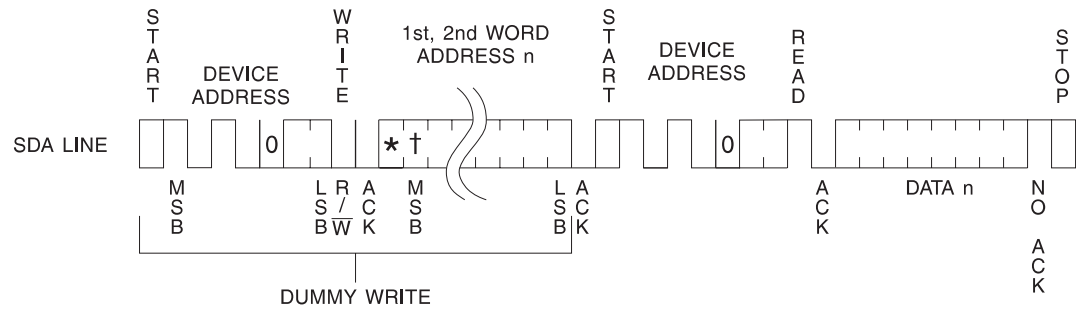 START
WRITE
1st, 2nd WORD
ADDRESS n
START
READ
STOP
DEVICE
ADDRESS
DEVICE
ADDRESS
SDA LINE
0
* †
0
MSB
LSB
R/W̅
ACK
MSB
LSB
ACK
ACK
DATA n
NO ACK
DUMMY WRITE